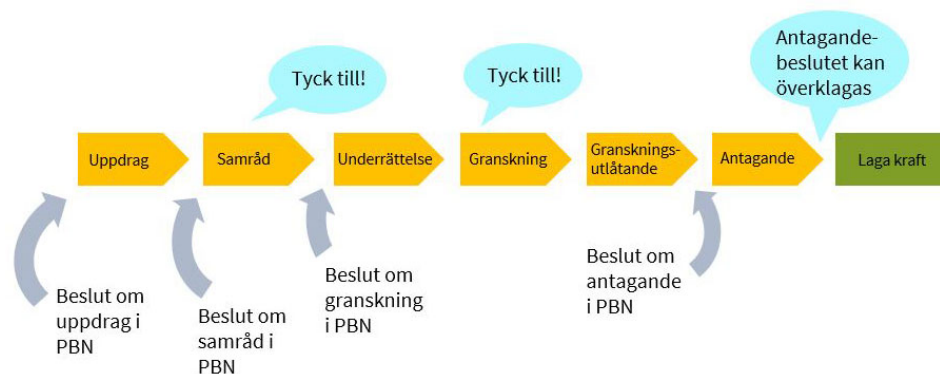 Tyck till!
Tyck till!
Antagande-
beslutet kan
överklagas
Uppdrag
Samråd
Underrättelse
Granskning
Gransknings-
utlåtande
Antagande
Laga kraft
Beslut om
uppdrag i
PBN
Beslut om
samråd i
PBN
Beslut om
granskning
i PBN
Beslut om
antagande
i PBN